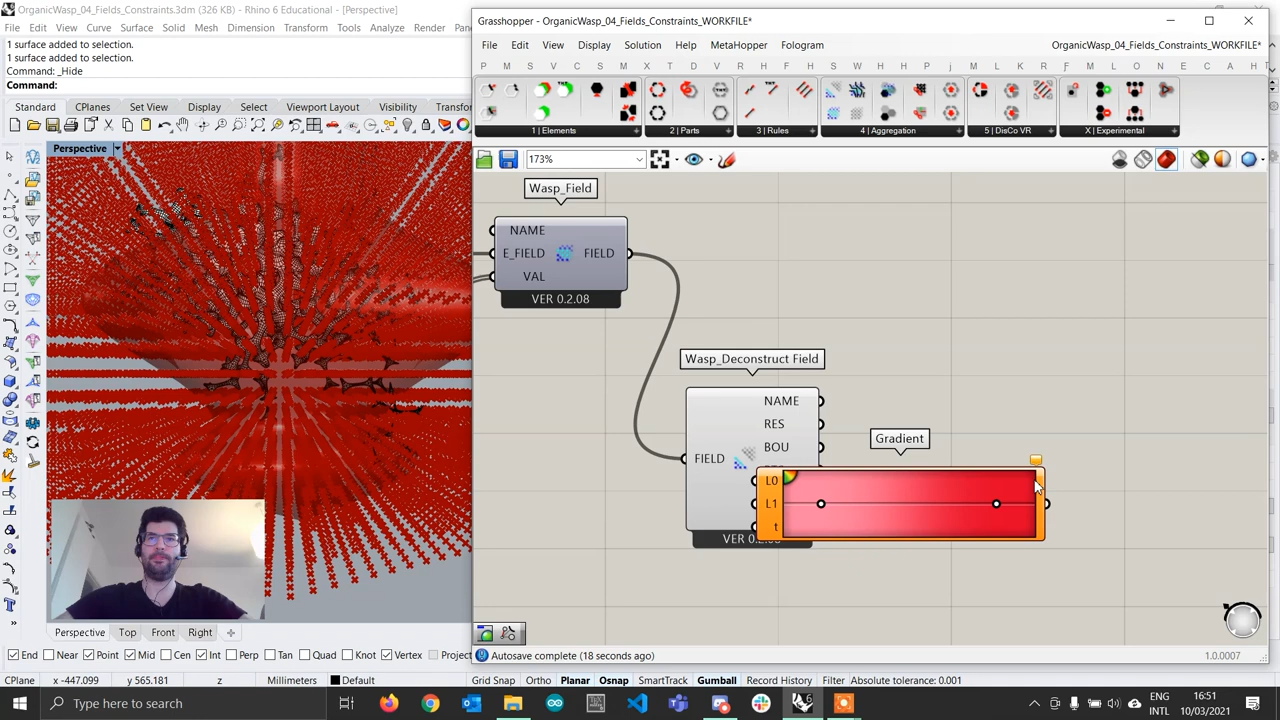 OrganicWasp_04_Fields_Constraints.3dm (326 KB) - Rhino 6 Educational - [Perspective]
File Edit View Curve Surface Solid Mesh Dimension Transform Tools Analyze Render
1 surface added to selection.
1 surface added to selection.
Command: _Hide
Command:
Standard CPlanes Set View Display Select Viewport Layout Visibility
Perspective
Grasshopper - OrganicWasp_04_Fields_Constraints_WORKFILE*
File Edit View Display Solution Help MetaHopper Fologram OrganicWasp_04_Fields_Constraints_WORKFILE*
1 | Elements 2 | Parts 3 | Rules 4 | Aggregation 5 | DisCo VR X | Experimental
173%
Wasp_Field
NAME
E_FIELD FIELD
VAL
VER 0.2.08
Wasp_Deconstruct Field
NAME
RES
BOU
FIELD
Gradient
L0
L1
t
Autosave complete (18 seconds ago) 1.0.0007
Perspective Top Front Right
End Near Point Mid Cen Int Perp Tan Quad Knot Vertex Project
CPlane x -447.099 y 565.181 z Millimeters Default Grid Snap Ortho Planar Osnap SmartTrack Gumball Record History Filter Absolute tolerance: 0.001
Type here to search
ENG
INTL
16:51
10/03/2021